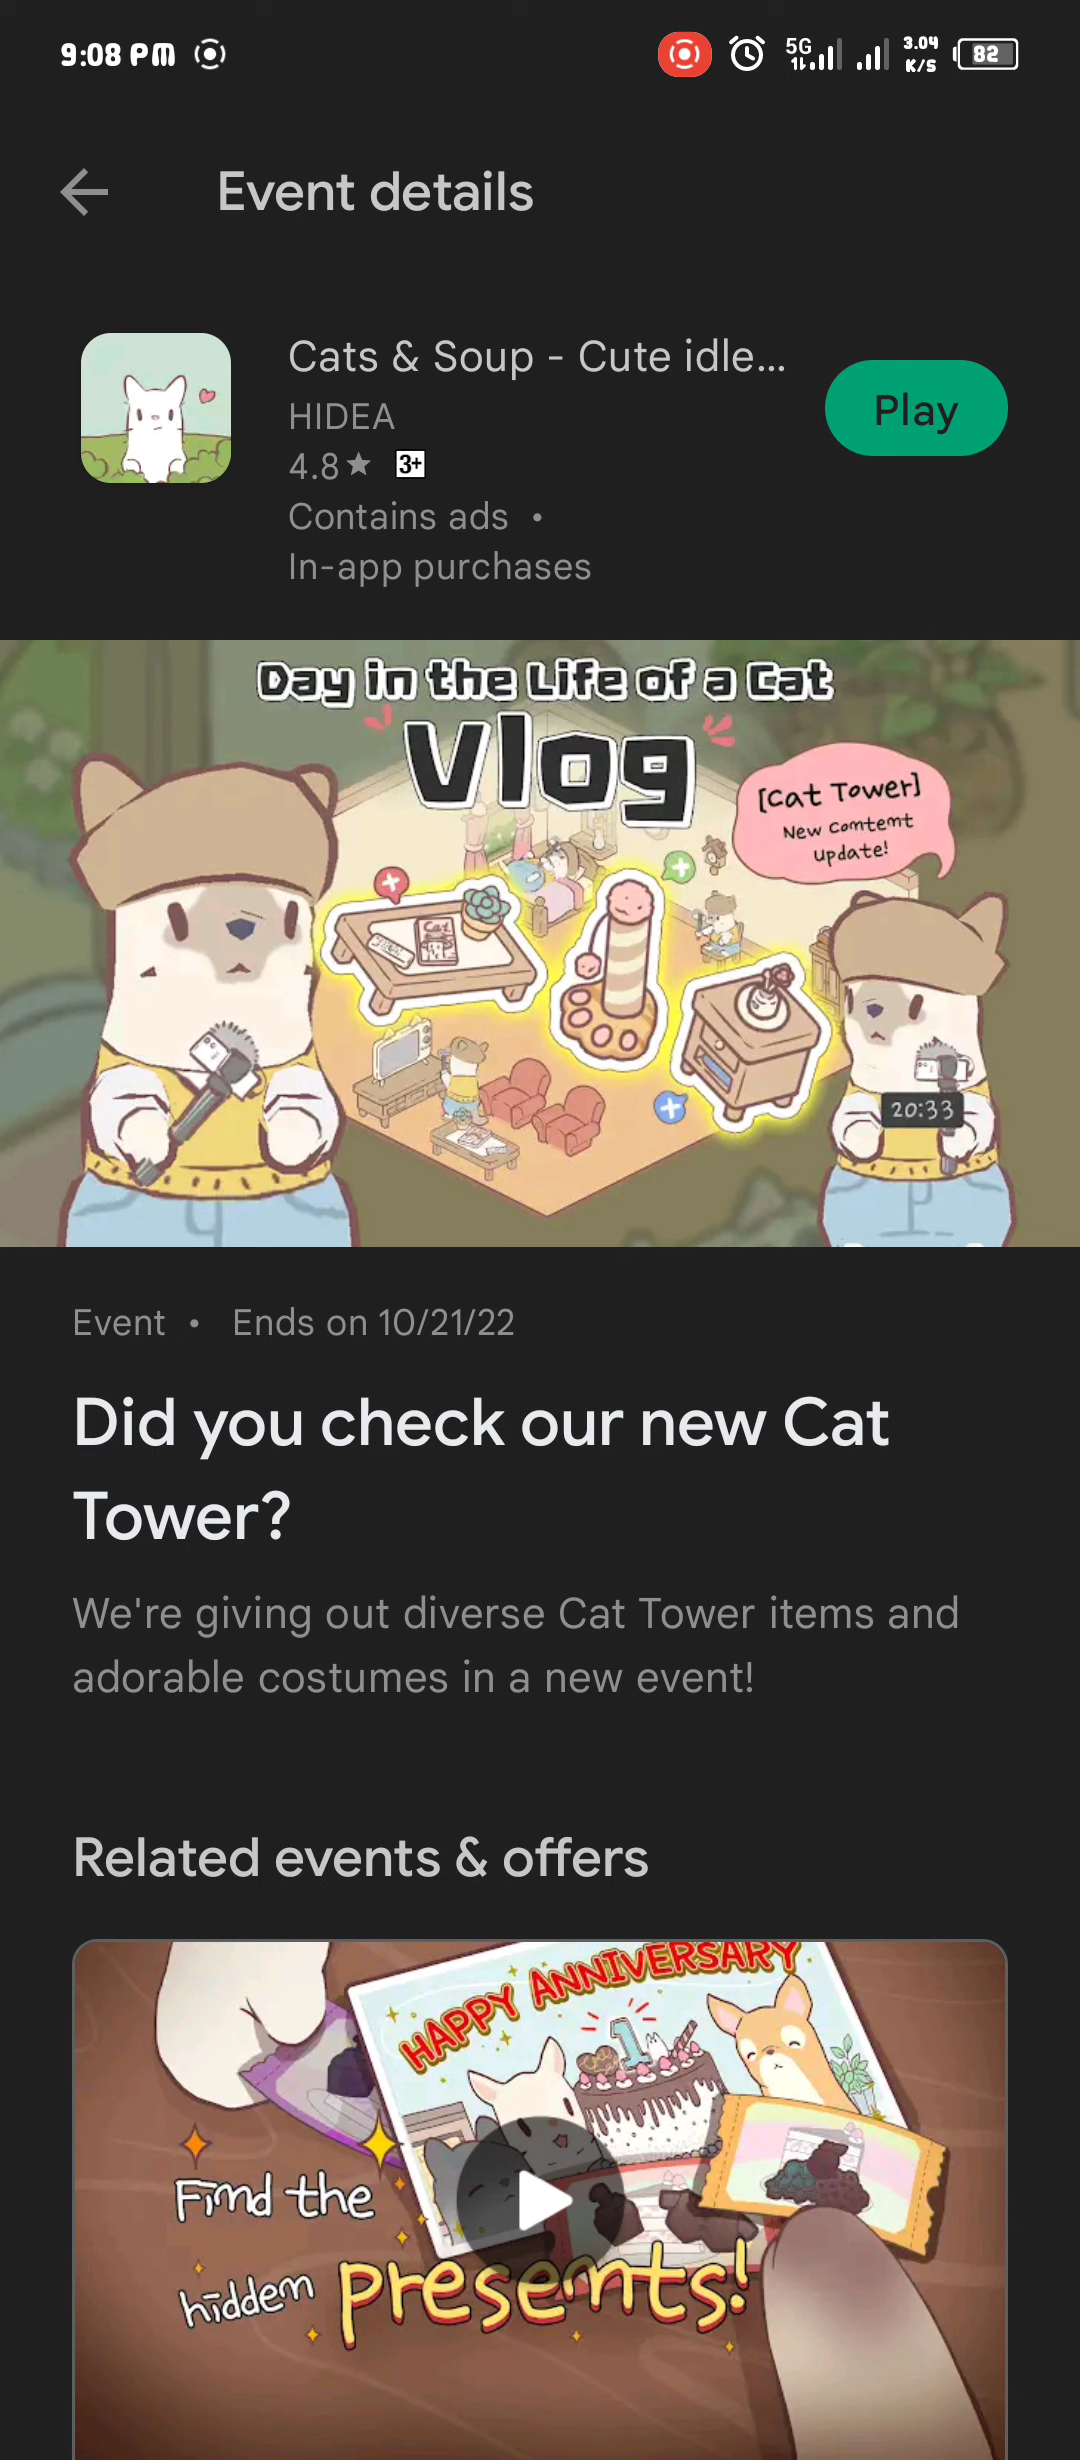 9:08 PM
5G
3.04
K/S
82
Event details
Cats & Soup - Cute idle...
HIDEA
4.8★ 3+
Contains ads •
In-app purchases
Play
Day in the Life of a Cat
Vlog
[Cat Tower]
New Comtemt
update!
Cat
20:33
Event • Ends on 10/21/22
Did you check our new Cat
Tower?
We're giving out diverse Cat Tower items and
adorable costumes in a new event!
Related events & offers
HAPPY ANNIVERSARY
1
Find the
hidden
presents!